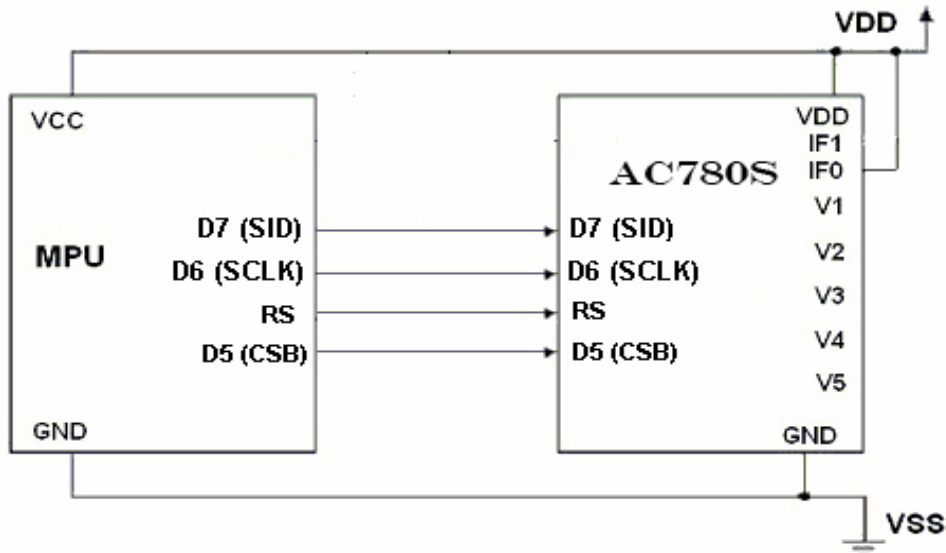 VDD
VCC
MPU
D7 (SID)
D6 (SCLK)
RS
D5 (CSB)
GND
VDD
IF1
IF0
AC780S
V1
V2
V3
V4
V5
D7 (SID)
D6 (SCLK)
RS
D5 (CSB)
GND
VSS